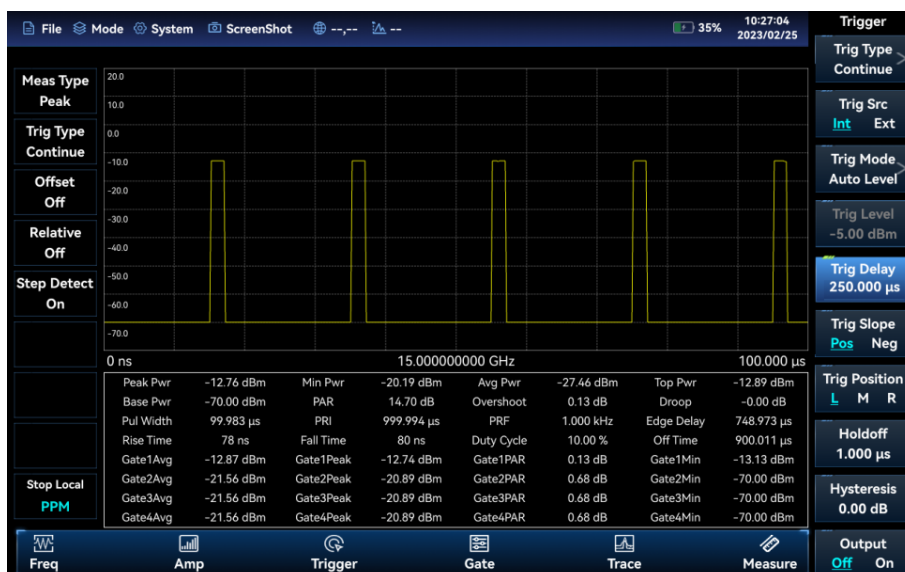 File Mode System ScreenShot --,-- -- 35% 10:27:04
2023/02/25
Meas Type
Peak
Trig Type
Continue
Offset
Off
Relative
Off
Step Detect
On
Stop Local
PPM
20.0
10.0
0.0
-10.0
-20.0
-30.0
-40.0
-50.0
-60.0
-70.0
0 ns 15.000000000 GHz 100.000 µs
Peak Pwr -12.76 dBm Min Pwr -20.19 dBm Avg Pwr -27.46 dBm Top Pwr -12.89 dBm
Base Pwr -70.00 dBm PAR 14.70 dB Overshoot 0.13 dB Droop -0.00 dB
Pul Width 99.983 µs PRI 999.994 µs PRF 1.000 kHz Edge Delay 748.973 µs
Rise Time 78 ns Fall Time 80 ns Duty Cycle 10.00 % Off Time 900.011 µs
Gate1Avg -12.87 dBm Gate1Peak -12.74 dBm Gate1PAR 0.13 dB Gate1Min -13.13 dBm
Gate2Avg -21.56 dBm Gate2Peak -20.89 dBm Gate2PAR 0.68 dB Gate2Min -70.00 dBm
Gate3Avg -21.56 dBm Gate3Peak -20.89 dBm Gate3PAR 0.68 dB Gate3Min -70.00 dBm
Gate4Avg -21.56 dBm Gate4Peak -20.89 dBm Gate4PAR 0.68 dB Gate4Min -70.00 dBm
Trigger
Trig Type
Continue
Trig Src
Int Ext
Trig Mode
Auto Level
Trig Level
-5.00 dBm
Trig Delay
250.000 µs
Trig Slope
Pos Neg
Trig Position
L M R
Holdoff
1.000 µs
Hysteresis
0.00 dB
Output
Off On
Freq Amp Trigger Gate Trace Measure